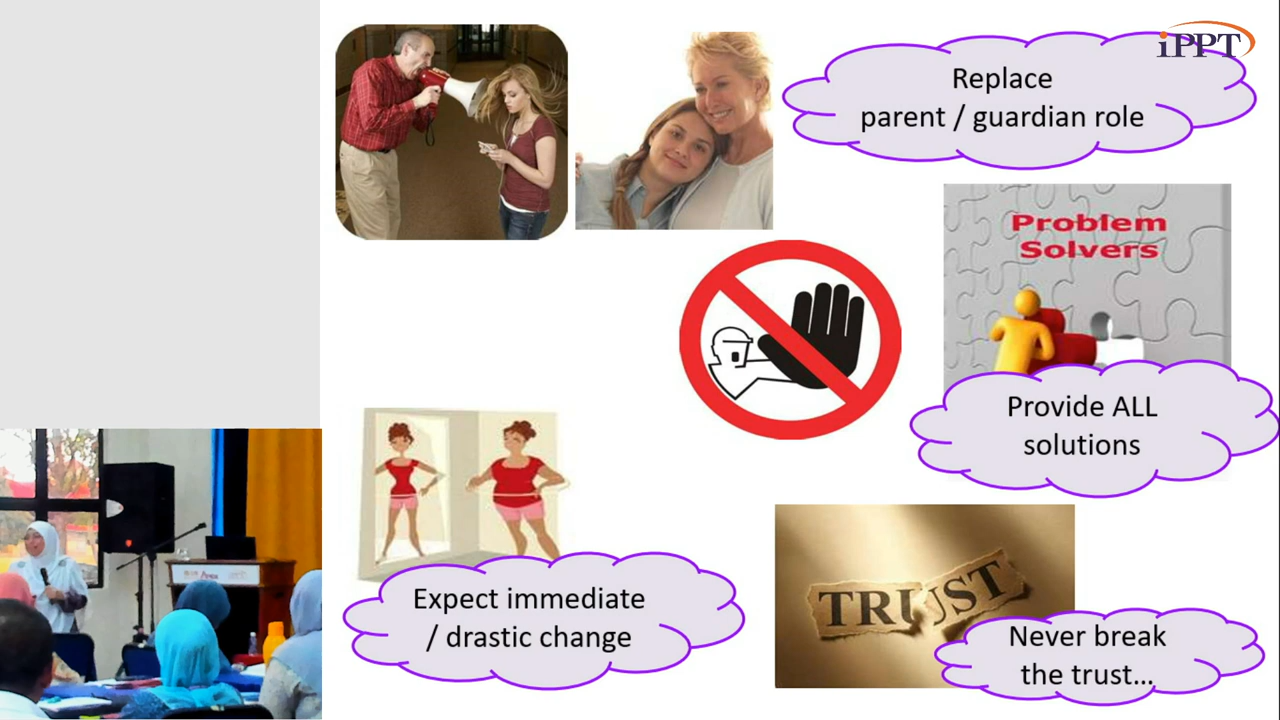 iPPT
Replace
parent / guardian role
Problem
Solvers
Provide ALL
solutions
Expect immediate
/ drastic change
TRUST
Never break
the trust...